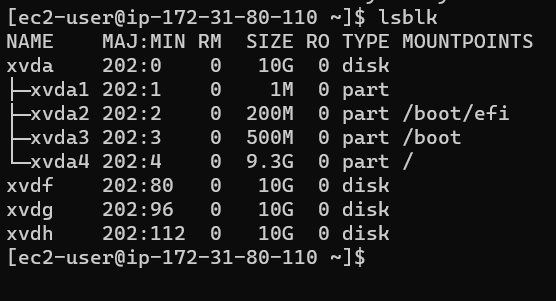 [ec2-user@ip-172-31-80-110 ~]$ lsblk
NAME    MAJ:MIN RM  SIZE RO TYPE MOUNTPOINTS
xvda    202:0    0   10G  0 disk
├─xvda1 202:1    0    1M  0 part
├─xvda2 202:2    0  200M  0 part /boot/efi
├─xvda3 202:3    0  500M  0 part /boot
└─xvda4 202:4    0  9.3G  0 part /
xvdf    202:80   0   10G  0 disk
xvdg    202:96   0   10G  0 disk
xvdh    202:112  0   10G  0 disk
[ec2-user@ip-172-31-80-110 ~]$